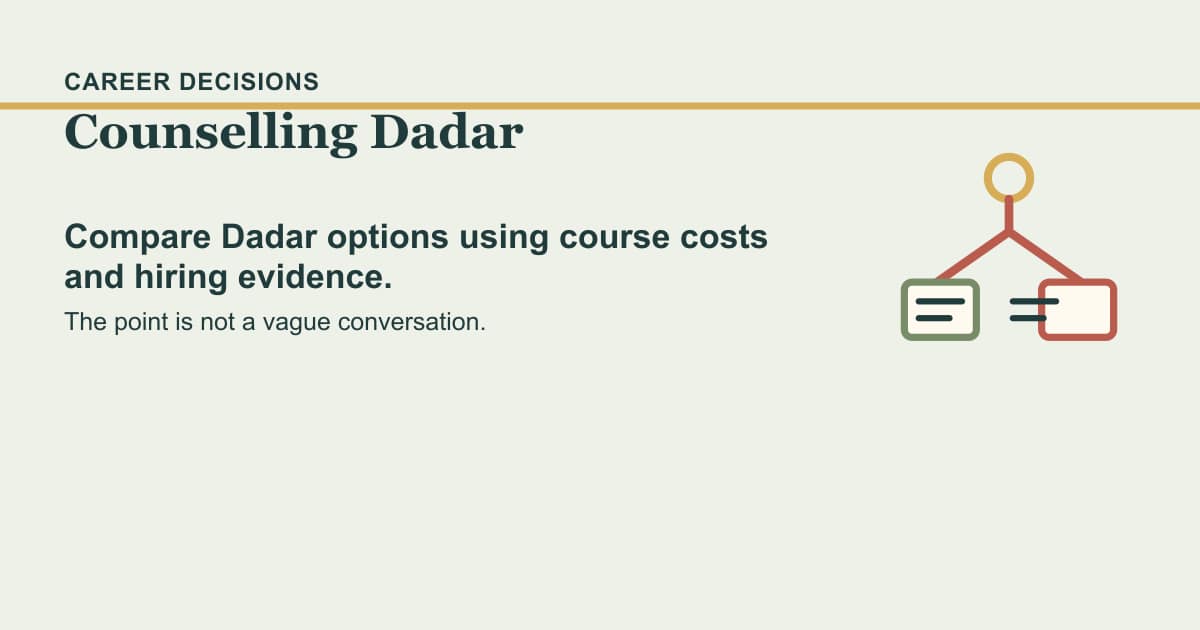 CAREER DECISIONS
Counselling Dadar
Compare Dadar options using course costs
and hiring evidence.
The point is not a vague conversation.